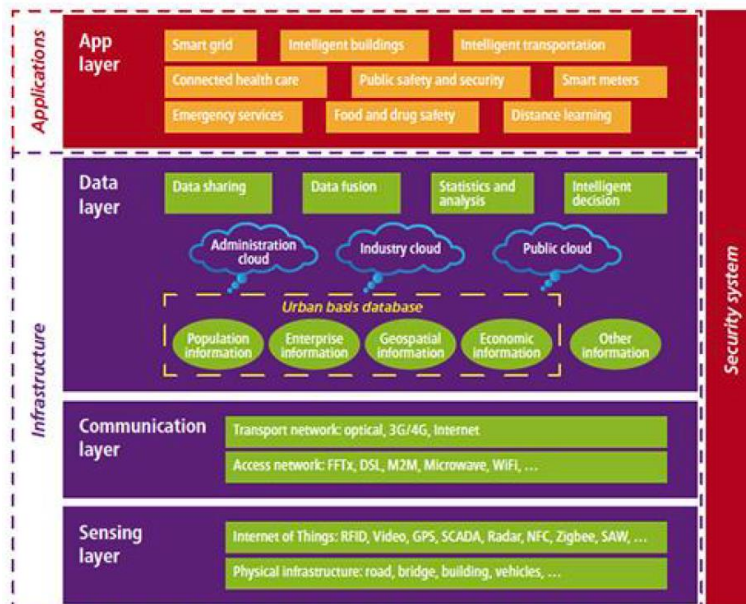 Applications
App
layer
Smart grid
Intelligent buildings
Intelligent transportation
Connected health care
Public safety and security
Smart meters
Emergency services
Food and drug safety
Distance learning
Infrastructure
Data
layer
Data sharing
Data fusion
Statistics and
analysis
Intelligent
decision
Administration
cloud
Industry cloud
Public cloud
Urban basis database
Population
information
Enterprise
information
Geospatial
information
Economic
information
Other
information
Communication
layer
Transport network: optical, 3G/4G, Internet
Access network: FFTx, DSL, M2M, Microwave, WiFi, ...
Sensing
layer
Internet of Things: RFID, Video, GPS, SCADA, Radar, NFC, Zigbee, SAW, ...
Physical infrastructure: road, bridge, building, vehicles, ...
Security system